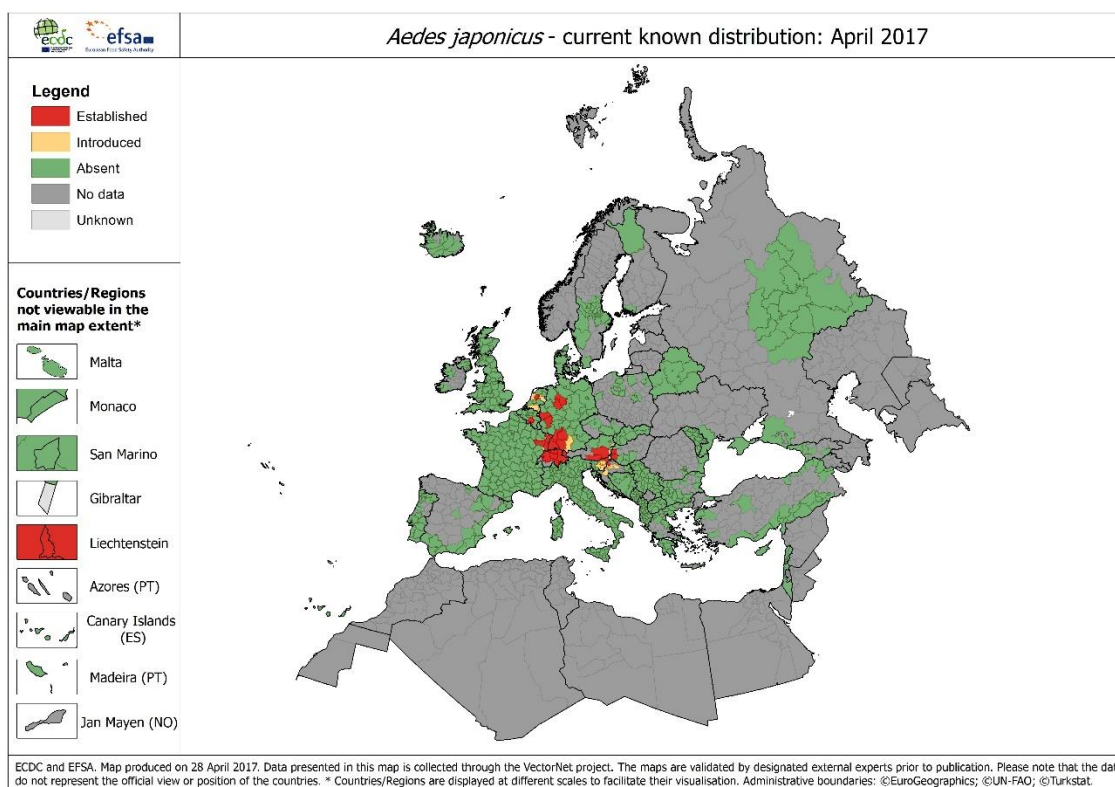 ecdc
efsa
European Food Safety Authority
Aedes japonicus - current known distribution: April 2017
Legend
Established
Introduced
Absent
No data
Unknown
Countries/Regions
not viewable in the
main map extent*
Malta
Monaco
San Marino
Gibraltar
Liechtenstein
Azores (PT)
Canary Islands
(ES)
Madeira (PT)
Jan Mayen (NO)
ECDC and EFSA. Map produced on 28 April 2017. Data presented in this map is collected through the VectorNet project. The maps are validated by designated external experts prior to publication. Please note that the dat
do not represent the official view or position of the countries. * Countries/Regions are displayed at different scales to facilitate their visualisation. Administrative boundaries: ©EuroGeographics; ©UN-FAO; ©Turkstat.